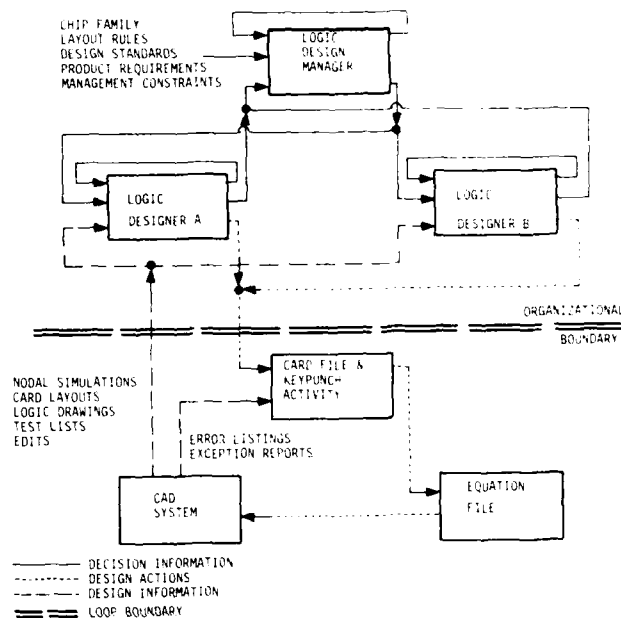 CHIP FAMILY
LAYOUT RULES
DESIGN STANDARDS
PRODUCT REQUIREMENTS
MANAGEMENT CONSTRAINTS
LOGIC
DESIGN
MANAGER
LOGIC
DESIGNER A
LOGIC
DESIGNER B
ORGANIZATIONAL
BOUNDARY
CARD FILE &
KEYPUNCH
ACTIVITY
NODAL SIMULATIONS
CARD LAYOUTS
LOGIC DRAWINGS
TEST LISTS
EDITS
ERROR LISTINGS
EXCEPTION REPORTS
CAD
SYSTEM
EQUATION
FILE
DECISION INFORMATION
DESIGN ACTIONS
DESIGN INFORMATION
LOOP BOUNDARY